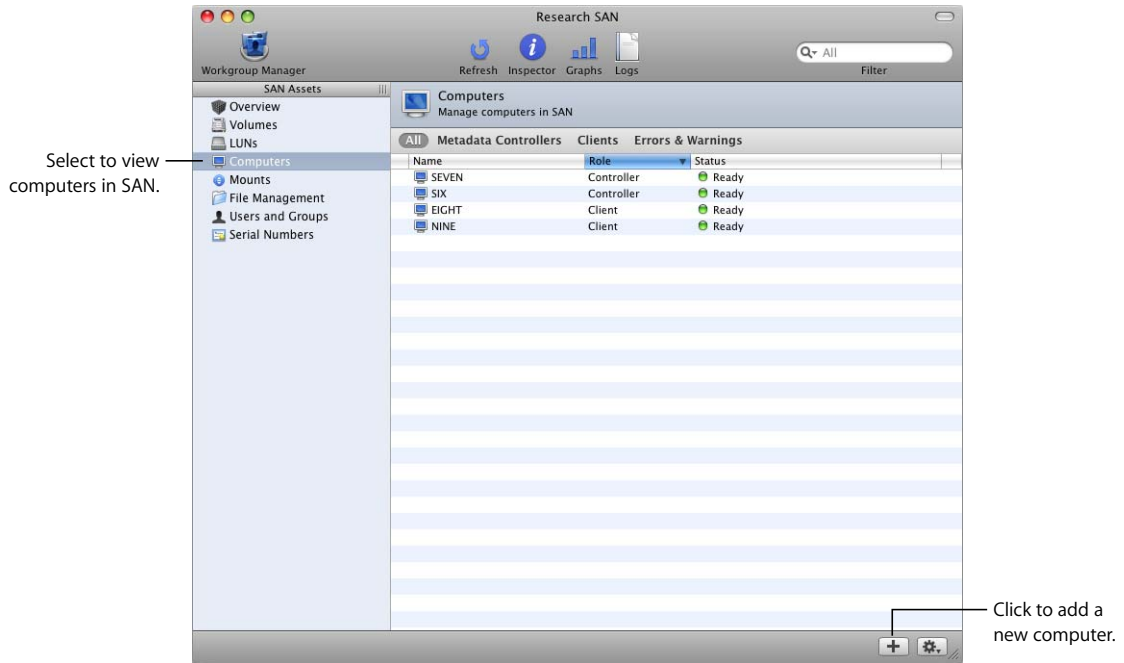 Research SAN
Workgroup Manager
Refresh Inspector Graphs Logs
All
Filter
SAN Assets
Overview
Volumes
LUNs
Computers
Mounts
File Management
Users and Groups
Serial Numbers
Select to view
computers in SAN.
Computers
Manage computers in SAN
All Metadata Controllers Clients Errors & Warnings
Name Role Status
SEVEN Controller Ready
SIX Controller Ready
EIGHT Client Ready
NINE Client Ready
Click to add a
new computer.